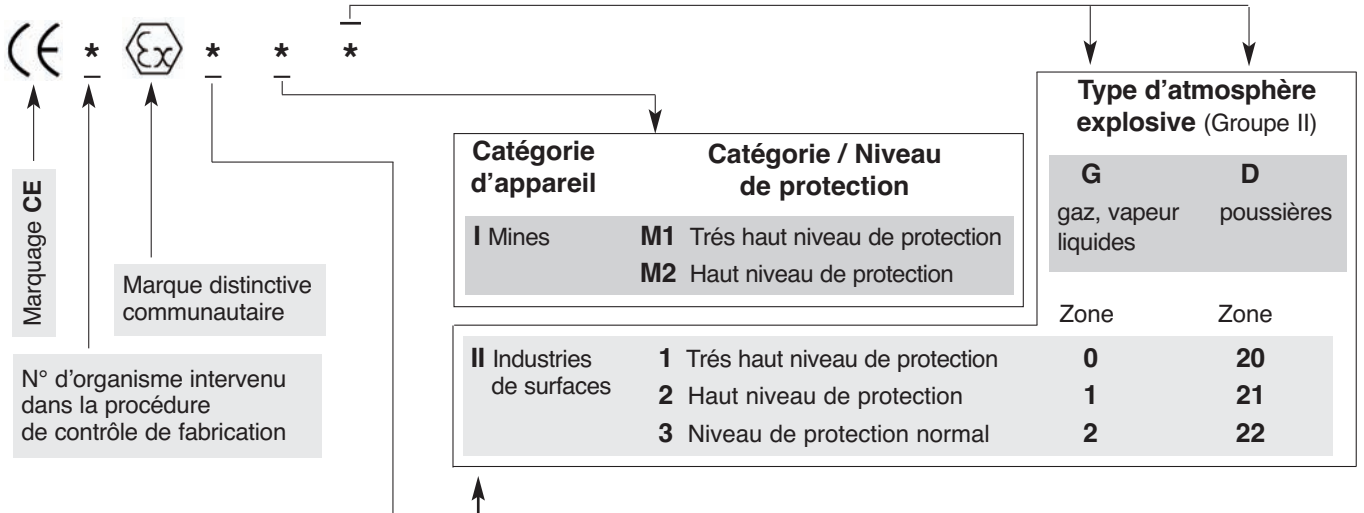 CE * Ex * * *
Marquage CE
Marque distinctive
communautaire
N° d'organisme intervenu
dans la procédure
de contrôle de fabrication
Catégorie
d'appareil
Catégorie / Niveau
de protection
I Mines
M1 Trés haut niveau de protection
M2 Haut niveau de protection
Type d'atmosphère
explosive (Groupe II)
G
gaz, vapeur
liquides
D
poussières
Zone Zone
II Industries
de surfaces
1 Trés haut niveau de protection 0 20
2 Haut niveau de protection 1 21
3 Niveau de protection normal 2 22